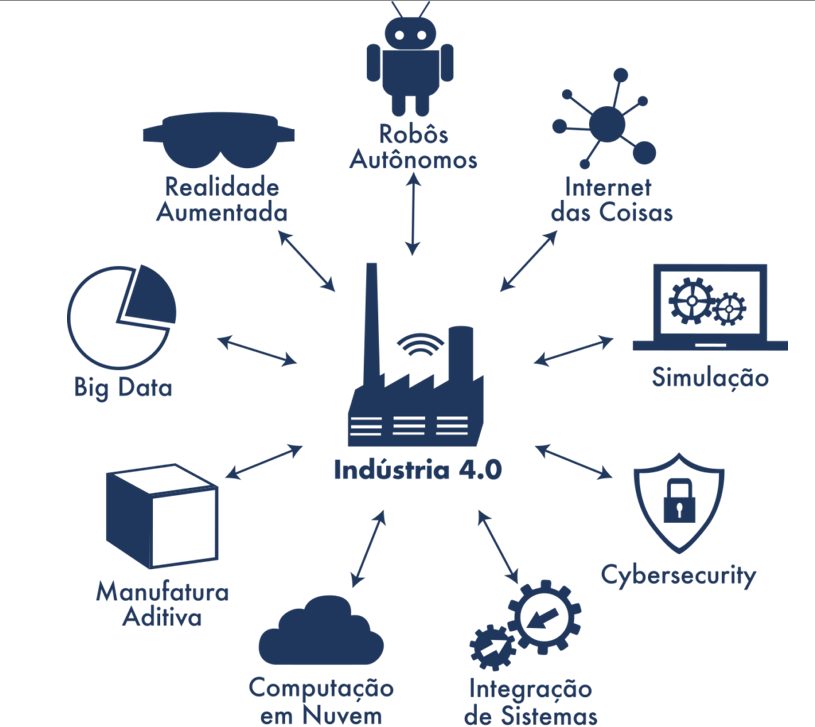 Robôs
Autônomos
Realidade
Aumentada
Internet
das Coisas
Big Data
Simulação
Indústria 4.0
Manufatura
Aditiva
Cybersecurity
Computação
em Nuvem
Integração
de Sistemas